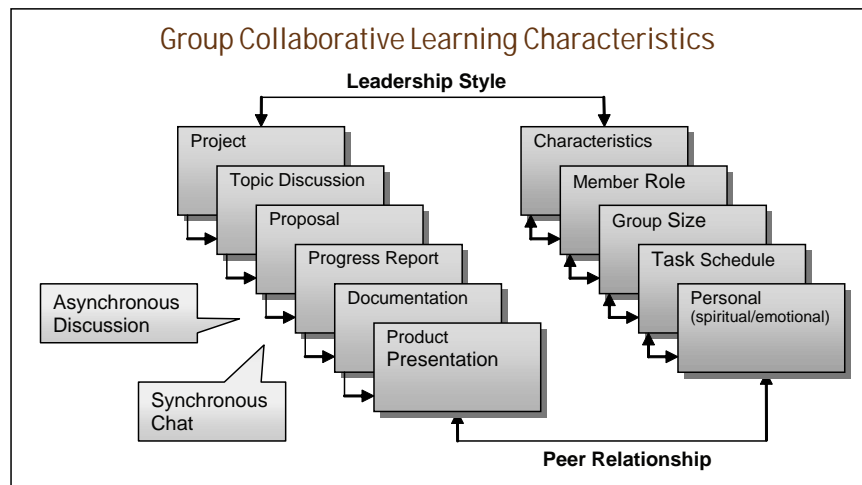 Group Collaborative Learning Characteristics
Leadership Style
Project
Topic Discussion
Proposal
Progress Report
Documentation
Product
Presentation
Characteristics
Member Role
Group Size
Task Schedule
Personal
(spiritual/emotional)
Asynchronous
Discussion
Synchronous
Chat
Peer Relationship